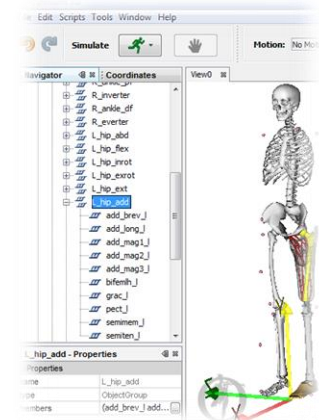 Edit Scripts Tools Window Help
Simulate
Motion: No Mo
Navigator
Coordinates
View0
R_ankle_pf
R_inverter
R_ankle_df
R_everter
L_hip_abd
L_hip_flex
L_hip_inrot
L_hip_exrot
L_hip_ext
L_hip_add
add_brev_l
add_long_l
add_mag1_l
add_mag2_l
add_mag3_l
bifemlh_l
grac_l
pect_l
semimem_l
semiten_l
L_hip_add - Properties
Properties
ame L_hip_add
Type ObjectGroup
embers (add_brev_l add...